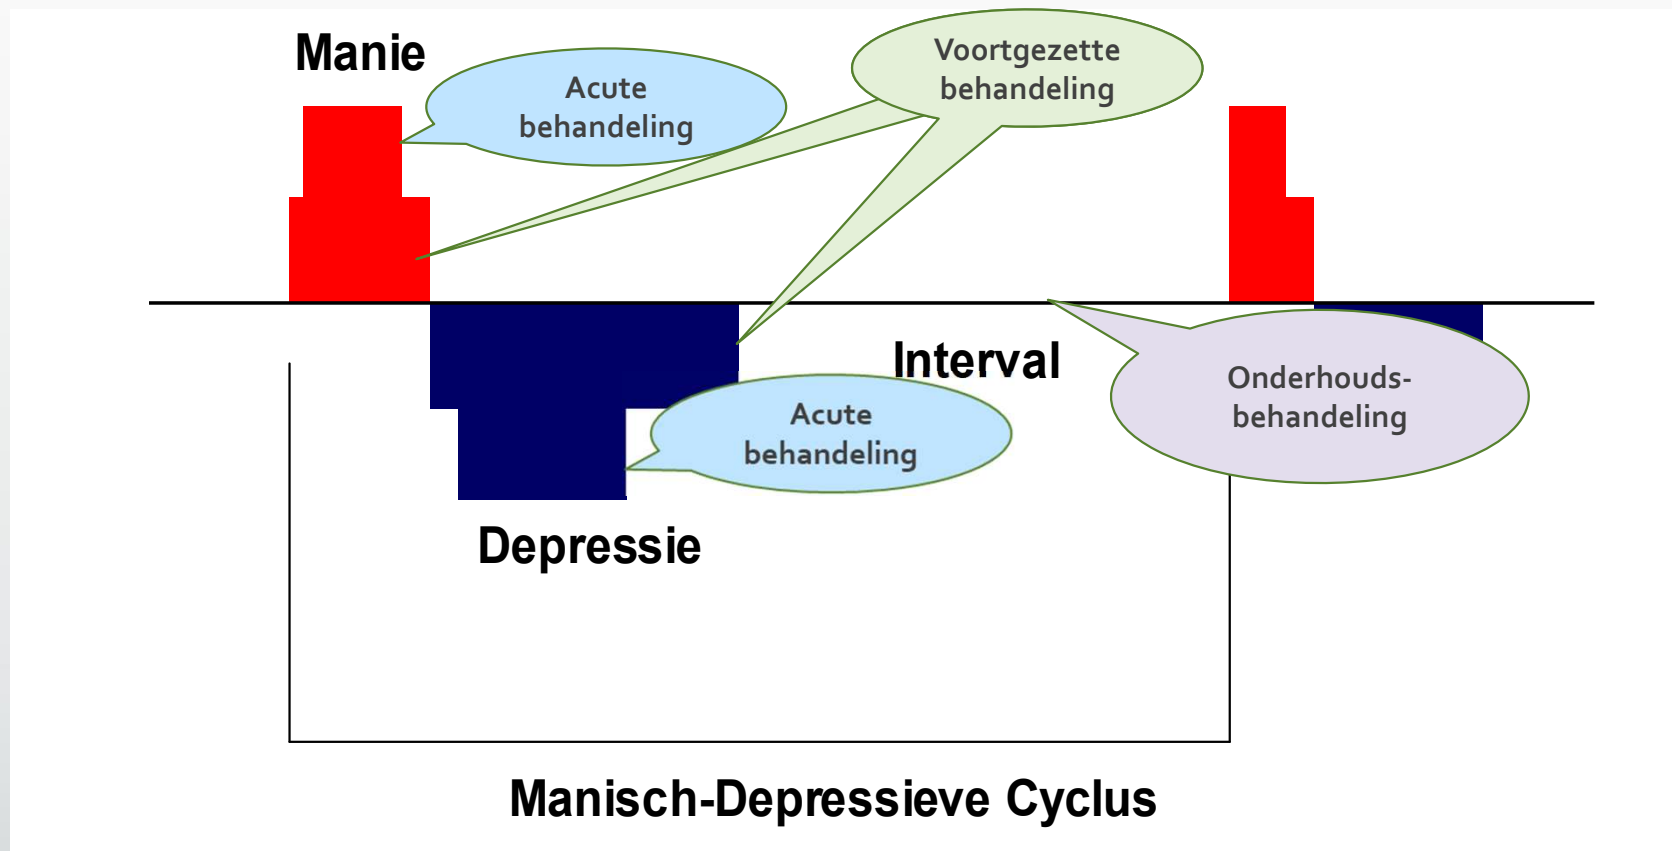 Manie
Acute
behandeling
Voortgezette
behandeling
Interval
Onderhouds-
behandeling
Acute
behandeling
Depressie
Manisch-Depressieve Cyclus